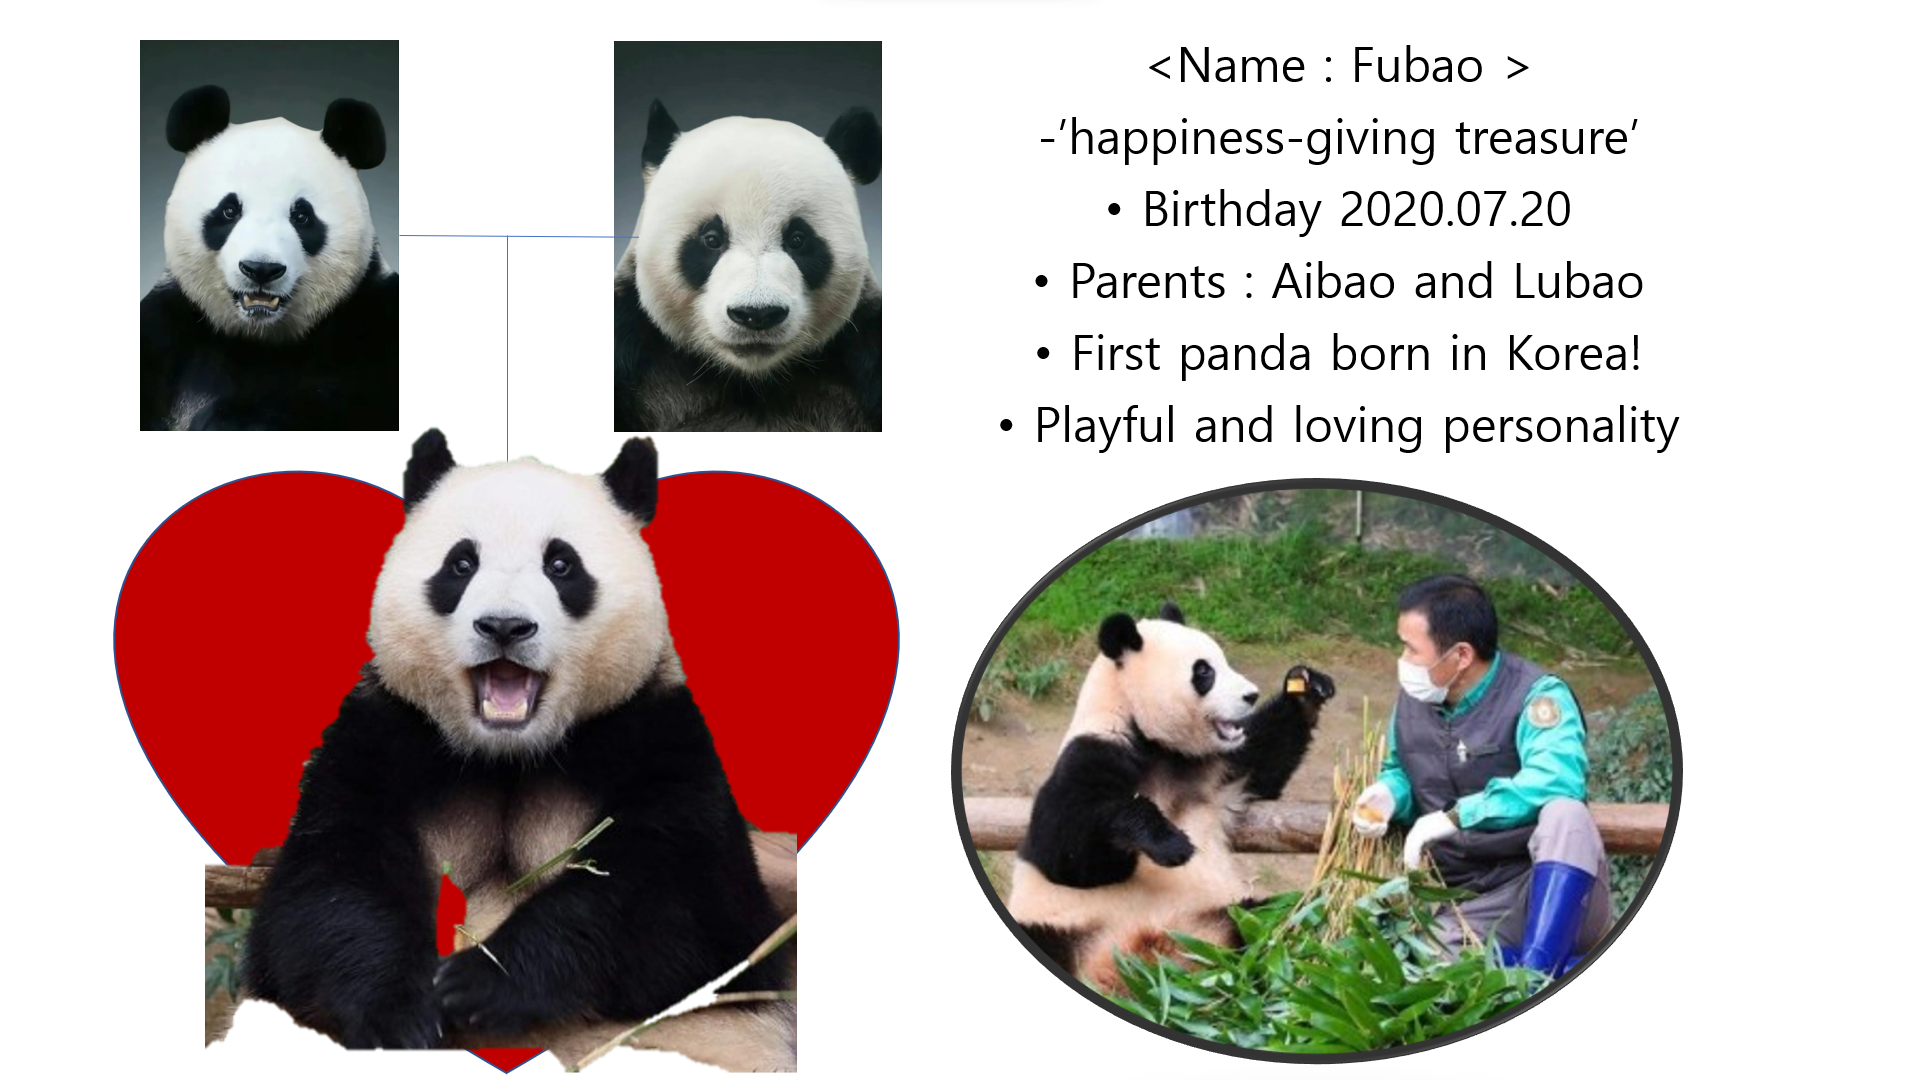 <Name : Fubao >
-’happiness-giving treasure’
• Birthday 2020.07.20
• Parents : Aibao and Lubao
• First panda born in Korea!
• Playful and loving personality